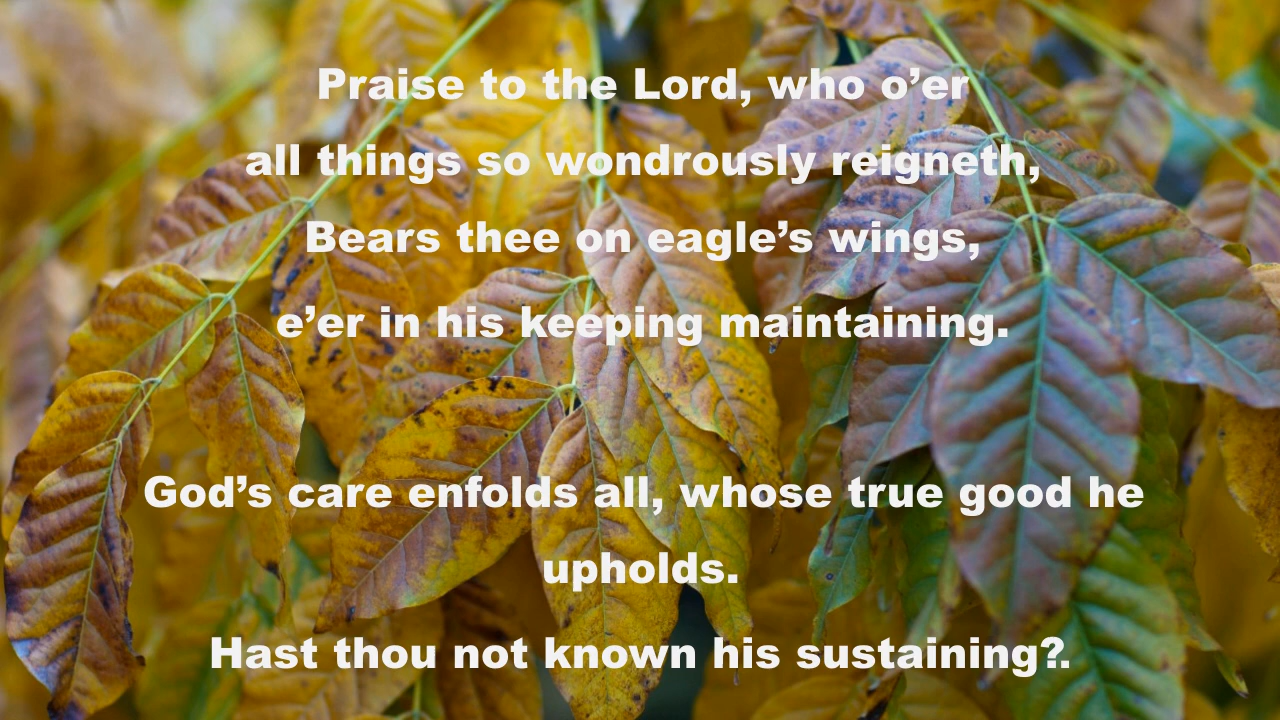 Praise to the Lord, who o’er
all things so wondrously reigneth,
Bears thee on eagle’s wings,
e’er in his keeping maintaining.
God’s care enfolds all, whose true good he
upholds.
Hast thou not known his sustaining?.